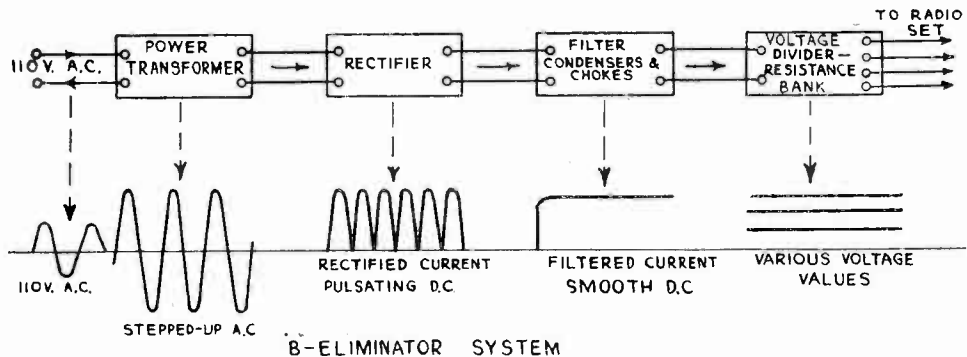 TO RADIO
SET
110 V. A.C.
POWER
TRANSFORMER
RECTIFIER
FILTER
CONDENSERS &
CHOKES
VOLTAGE
DIVIDER—
RESISTANCE
BANK
110V. A.C.
STEPPED-UP A.C
RECTIFIED CURRENT
PULSATING D.C.
FILTERED CURRENT
SMOOTH D.C
VARIOUS VOLTAGE
VALUES
B-ELIMINATOR SYSTEM